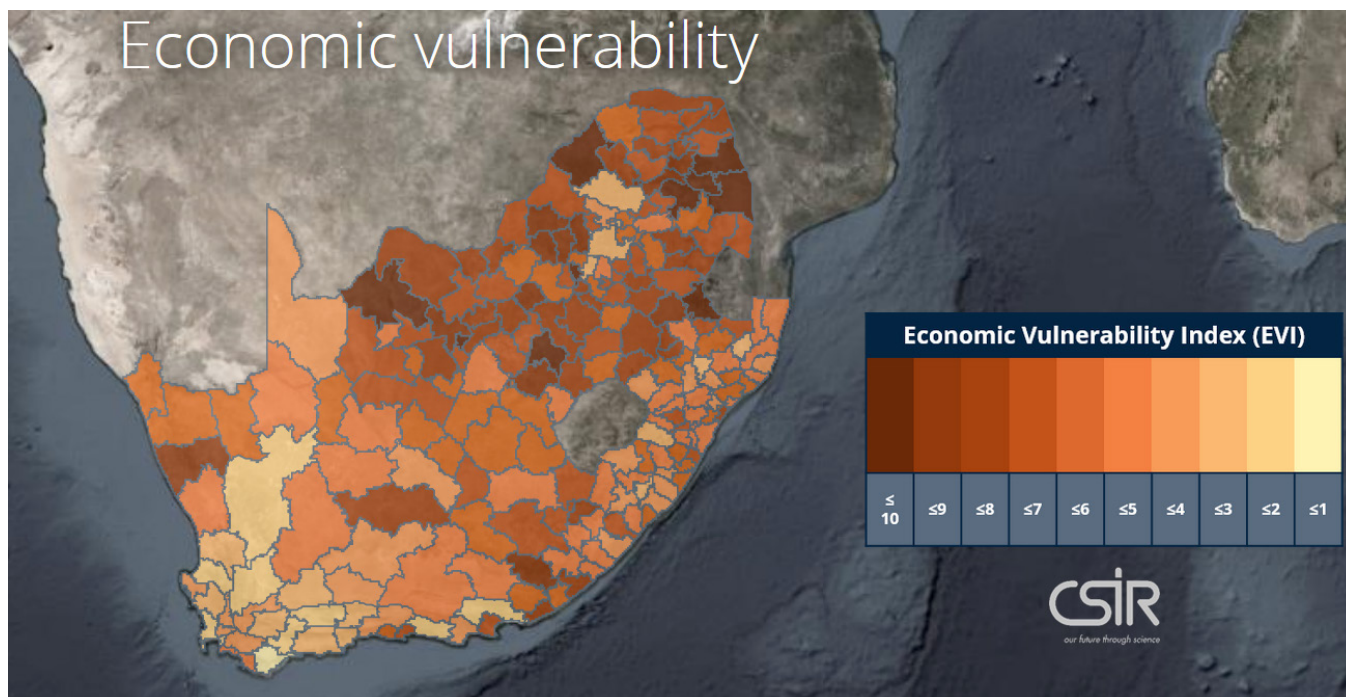 Economic vulnerability
Economic Vulnerability Index (EVI)
≤ 10 ≤9 ≤8 ≤7 ≤6 ≤5 ≤4 ≤3 ≤2 ≤1
CSIR
our future through science